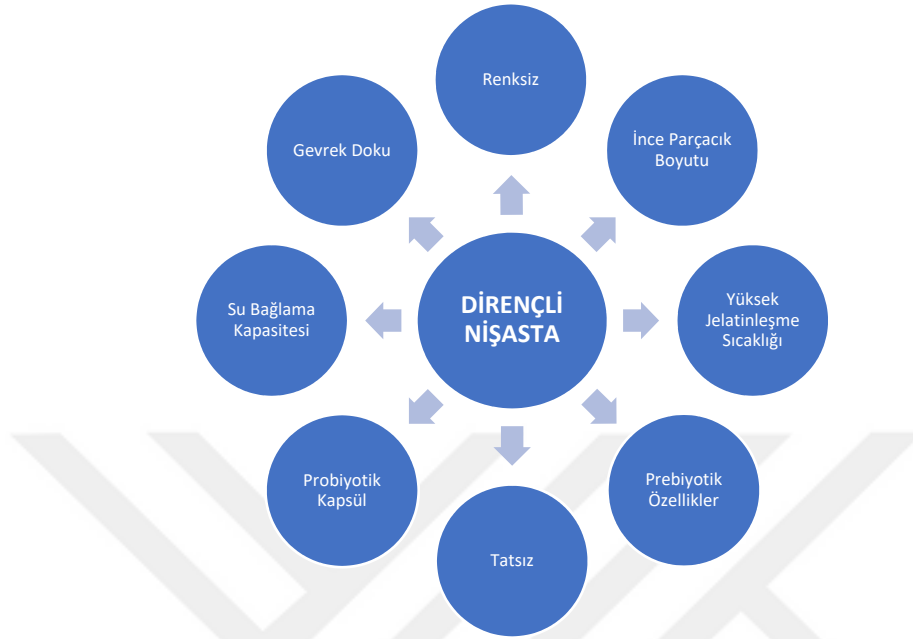 Renksiz
Gevrek Doku
İnce Parçacık
Boyutu
Su Bağlama
Kapasitesi
DİRENÇLİ
NİŞASTA
Yüksek
Jelatinleşme
Sıcaklığı
Probiyotik
Kapsül
Prebiyotik
Özellikler
Tatsız